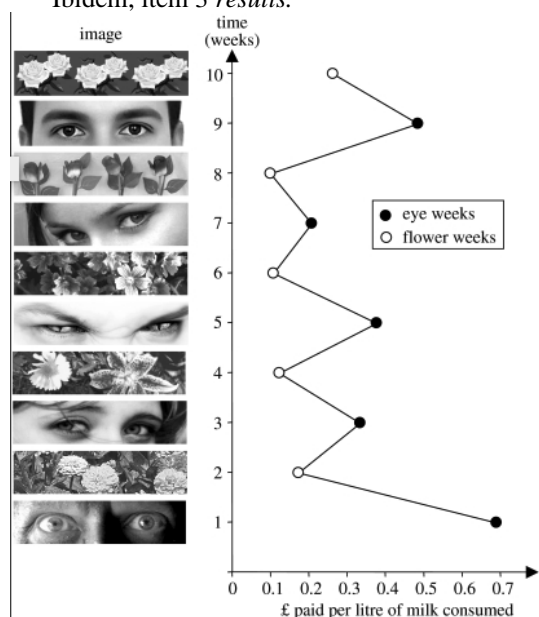 Ibidem, item 3 results.
image
time
(weeks)
10
9
8
7
6
5
4
3
2
1
eye weeks
flower weeks
0 0.1 0.2 0.3 0.4 0.5 0.6 0.7
£ paid per litre of milk consumed